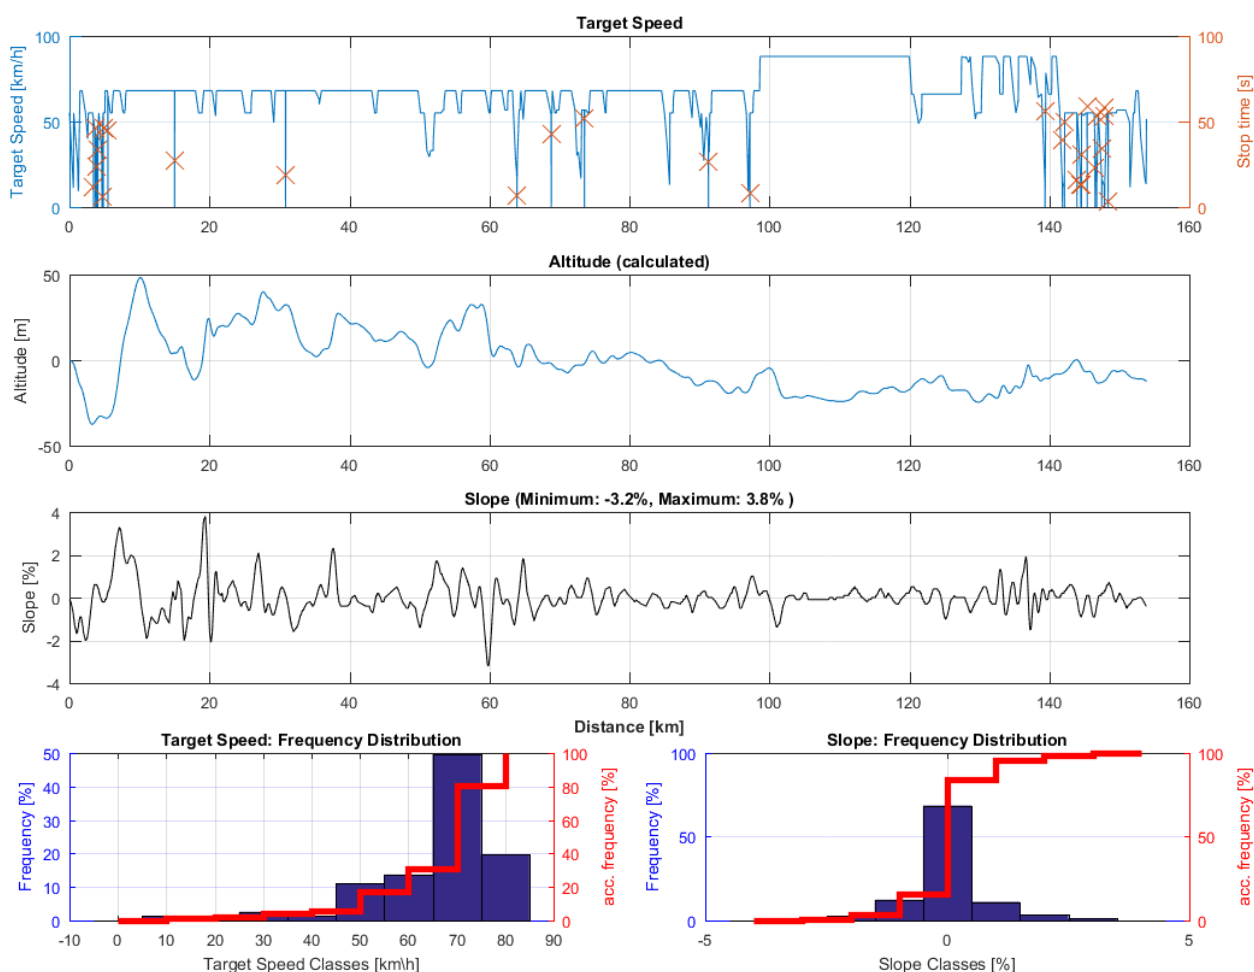 Target Speed
100
50
0
Target Speed [km/h]
100
50
0
Stop time [s]
0 20 40 60 80 100 120 140 160
Altitude (calculated)
50
0
-50
Altitude [m]
0 20 40 60 80 100 120 140 160
Slope (Minimum: -3.2%, Maximum: 3.8% )
4
2
0
-2
-4
Slope [%]
0 20 40 60 80 100 120 140 160
Distance [km]
Target Speed: Frequency Distribution
50
40
30
20
10
0
Frequency [%]
100
80
60
40
20
0
acc. frequency [%]
-10 0 10 20 30 40 50 60 70 80 90
Target Speed Classes [km\h]
Slope: Frequency Distribution
100
50
0
Frequency [%]
100
50
0
acc. frequency [%]
-5 0 5
Slope Classes [%]